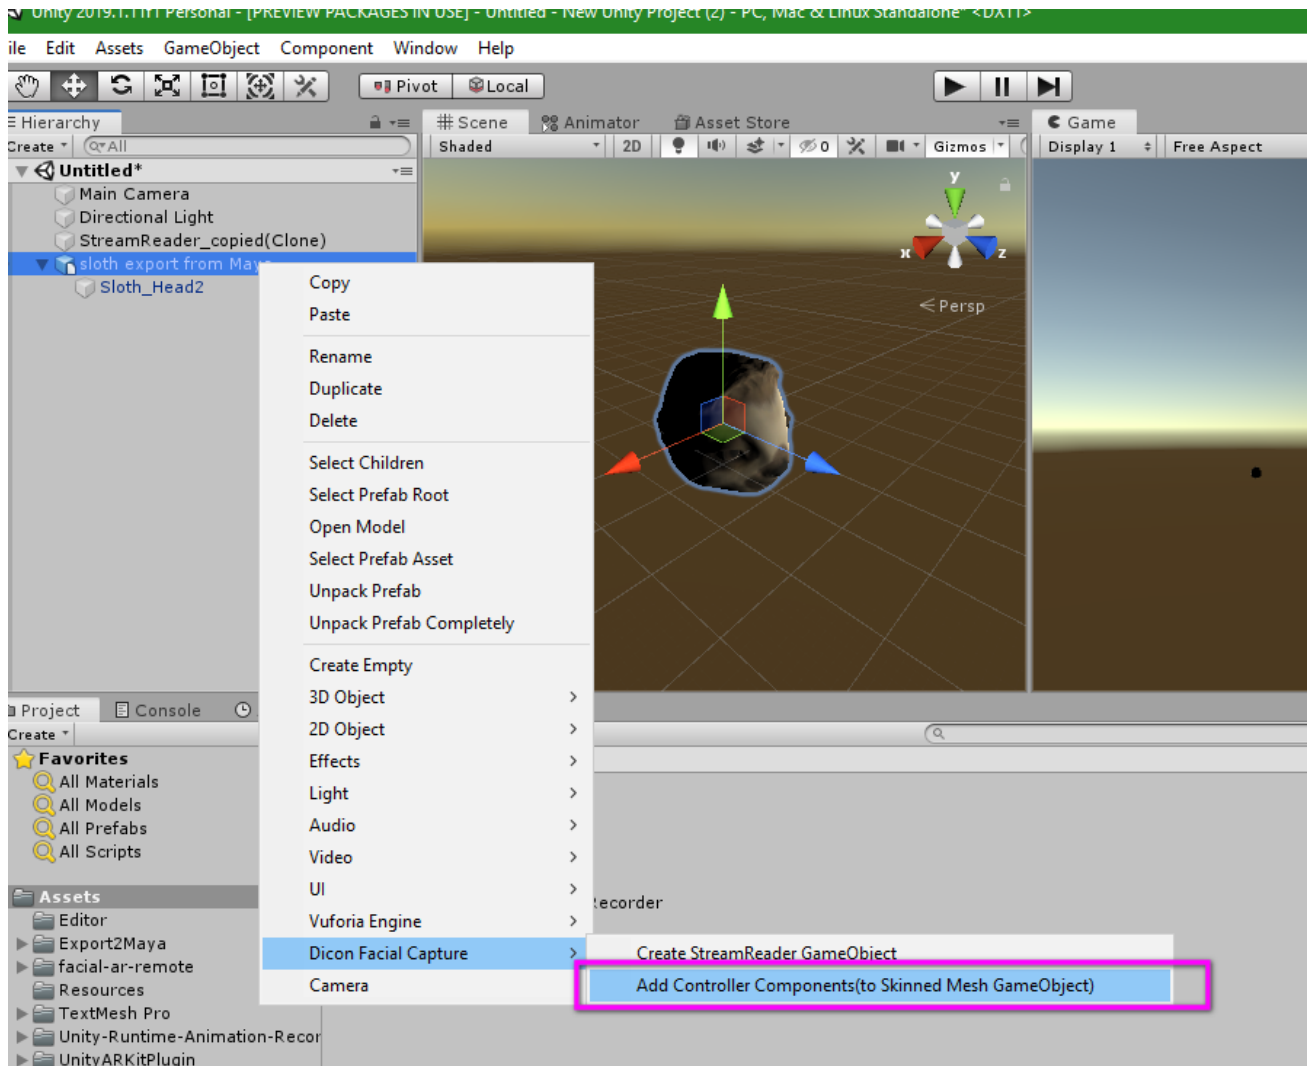 Unity 2019.1.11f1 Personal - [PREVIEW PACKAGES IN USE] - Untitled - New Unity Project (2) - PC, Mac & Linux Standalone* <DX11>
ile Edit Assets GameObject Component Window Help
Pivot Local
Hierarchy
# Scene Animator Asset Store
Game
Create All
Shaded 2D 0 Gizmos
Display 1 Free Aspect
Untitled*
Main Camera
Directional Light
StreamReader_copied(Clone)
sloth export from Maya
Sloth_Head2
y
x
z
Persp
Copy
Paste
Rename
Duplicate
Delete
Select Children
Select Prefab Root
Open Model
Select Prefab Asset
Unpack Prefab
Unpack Prefab Completely
Create Empty
3D Object
2D Object
Effects
Light
Audio
Video
UI
Vuforia Engine
Dicon Facial Capture
Camera
Create StreamReader GameObject
Add Controller Components(to Skinned Mesh GameObject)
Project Console
Create
Favorites
All Materials
All Models
All Prefabs
All Scripts
Assets
Editor
Export2Maya
facial-ar-remote
Resources
TextMesh Pro
Unity-Runtime-Animation-Recor
UnityARKitPlugin
Recorder